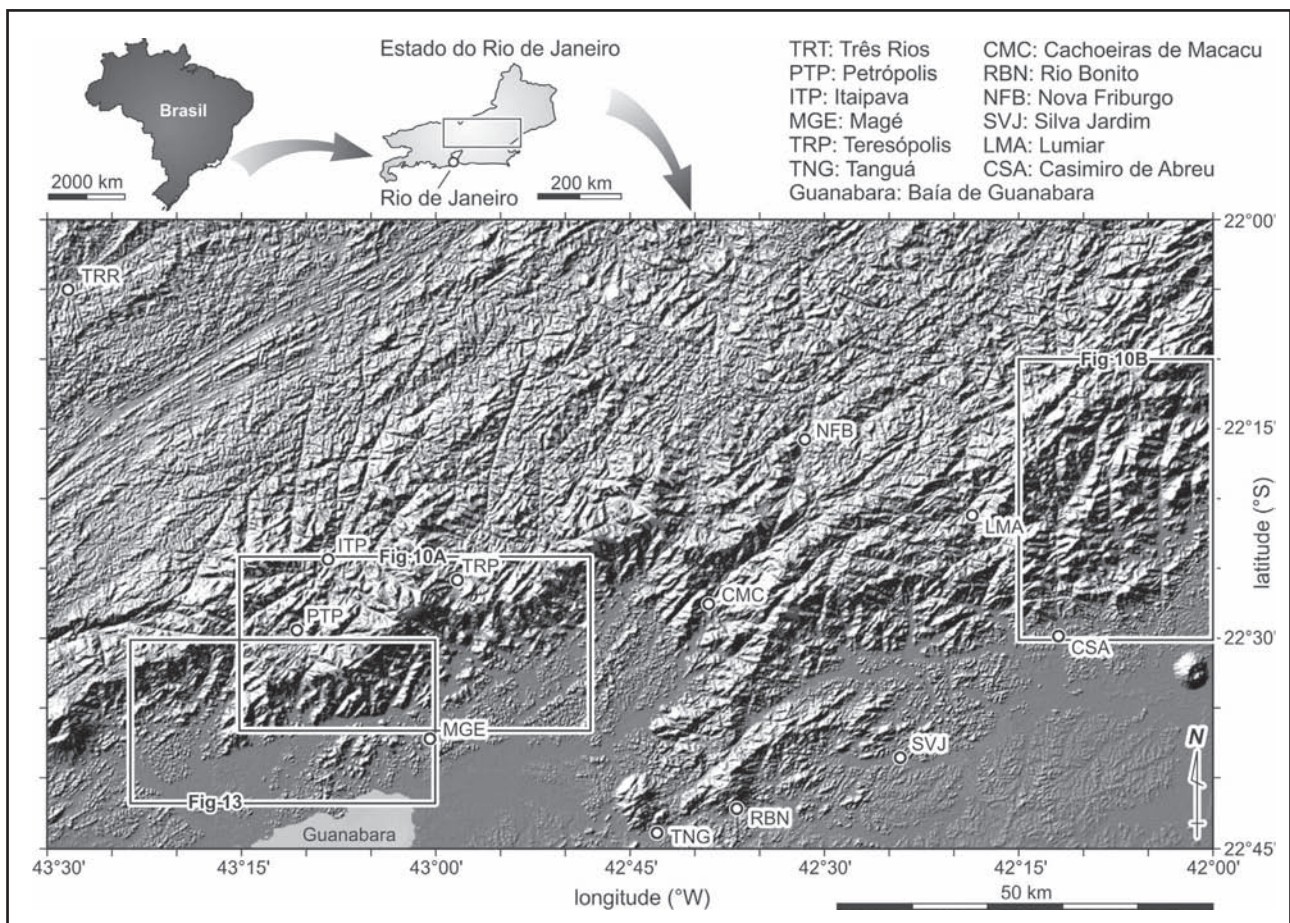 Brasil
2000 km
Estado do Rio de Janeiro
Rio de Janeiro
200 km
TRT: Três Rios
PTP: Petrópolis
ITP: Itaipava
MGE: Magé
TRP: Teresópolis
TNG: Tanguá
Guanabara: Baía de Guanabara
CMC: Cachoeiras de Macacu
RBN: Rio Bonito
NFB: Nova Friburgo
SVJ: Silva Jardim
LMA: Lumiar
CSA: Casimiro de Abreu
22°00'
TRR
Fig 10B
NFB
22°15'
LMA
ITP
Fig 10A
TRP
CMC
PTP
22°30'
CSA
MGE
SVJ
N
Fig 13
RBN
Guanabara
TNG
22°45'
latitude (°S)
43°30'
43°15'
43°00'
42°45'
42°30'
42°15'
42°00'
longitude (°W)
50 km